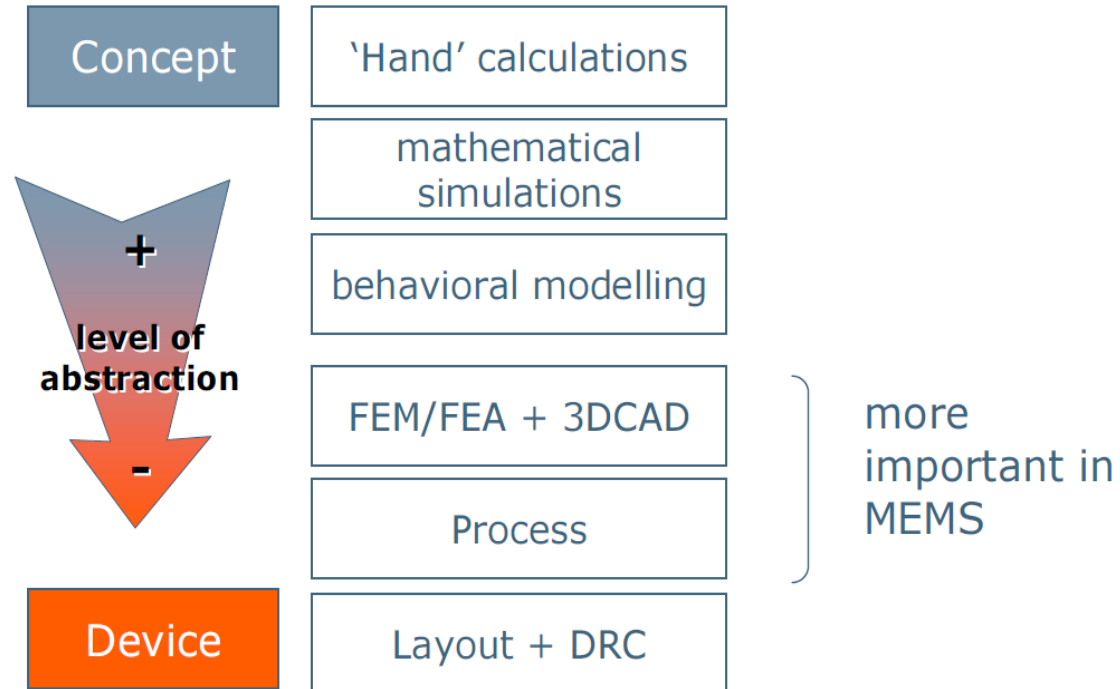 Concept
'Hand' calculations
mathematical
simulations
+
behavioral modelling
level of
abstraction
FEM/FEA + 3DCAD
more
important in
MEMS
-
Process
Device
Layout + DRC